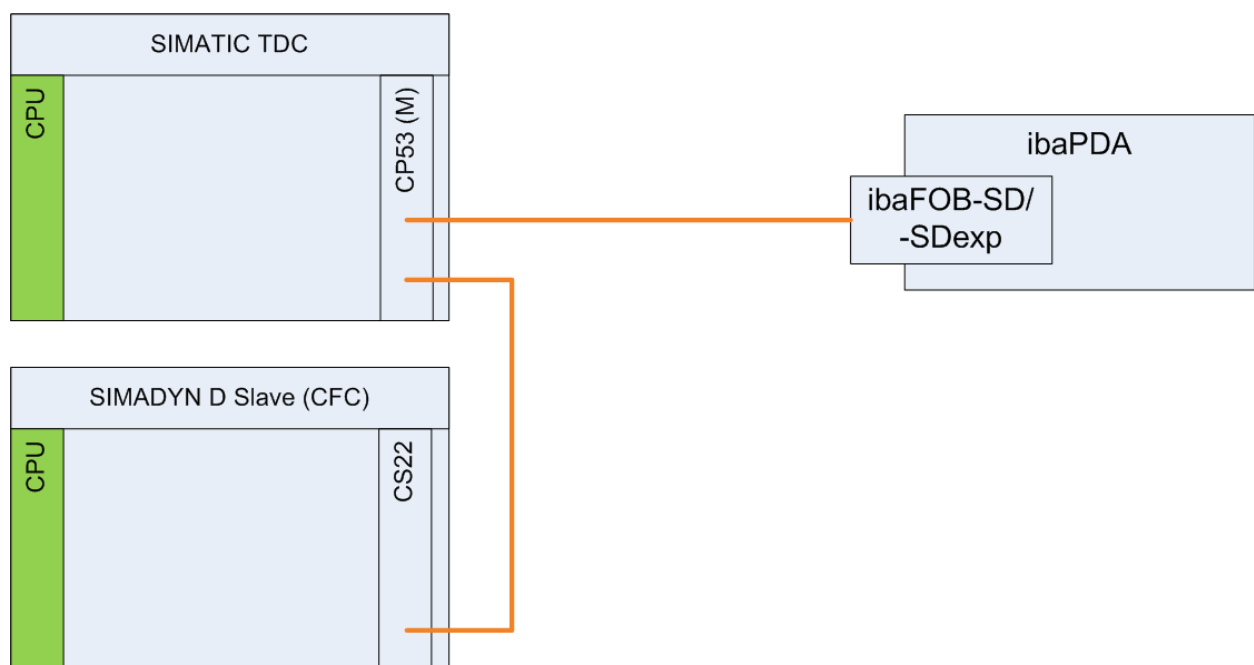 SIMATIC TDC
CPU
CP53 (M)
ibaPDA
ibaFOB-SD/
-SDexp
SIMADYN D Slave (CFC)
CPU
CS22